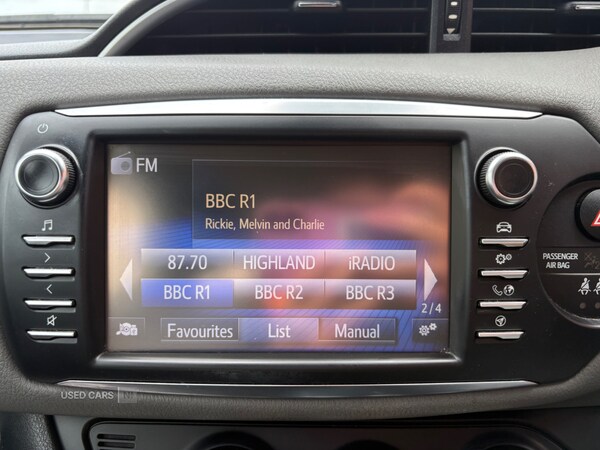 FM
BBC R1
Rickie, Melvin and Charlie
87.70 HIGHLAND iRADIO
BBC R1 BBC R2 BBC R3
2/4
Favourites List Manual
PASSENGER
AIR BAG
USED CARS NI